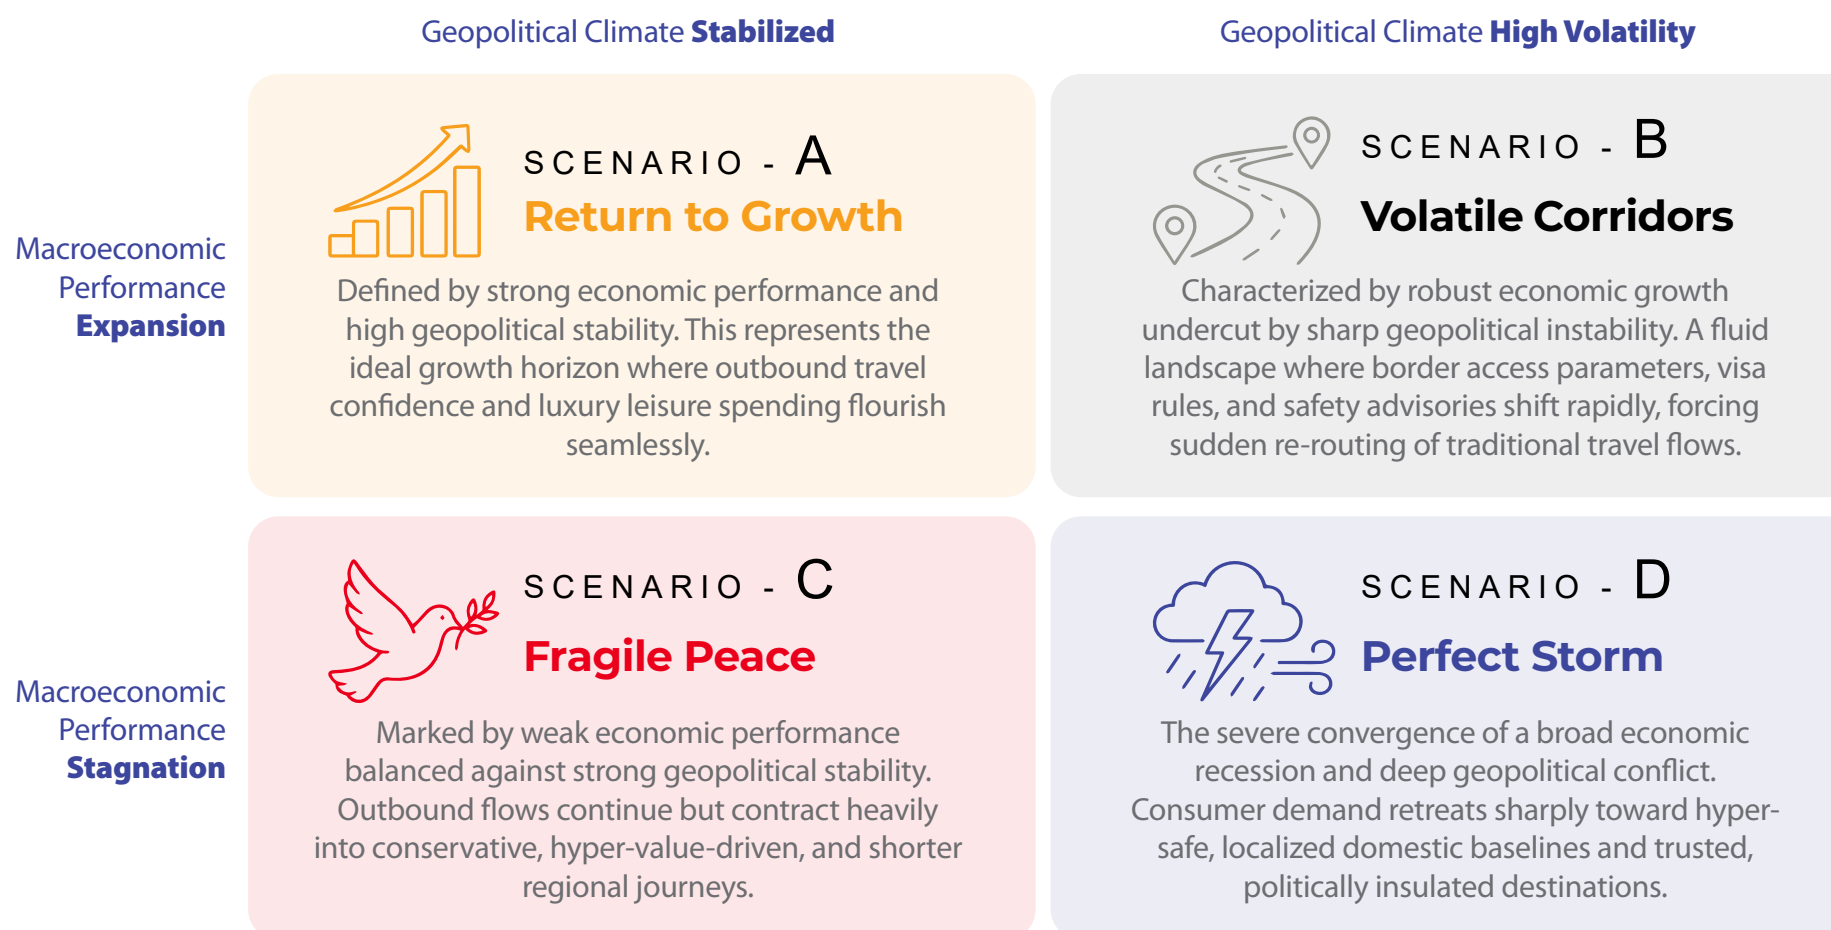 Geopolitical Climate Stabilized
Geopolitical Climate High Volatility
Macroeconomic
Performance
Expansion
SCENARIO - A
Return to Growth
Defined by strong economic performance and
high geopolitical stability. This represents the
ideal growth horizon where outbound travel
confidence and luxury leisure spending flourish
seamlessly.
SCENARIO - B
Volatile Corridors
Characterized by robust economic growth
undercut by sharp geopolitical instability. A fluid
landscape where border access parameters, visa
rules, and safety advisories shift rapidly, forcing
sudden re-routing of traditional travel flows.
Macroeconomic
Performance
Stagnation
SCENARIO - C
Fragile Peace
Marked by weak economic performance
balanced against strong geopolitical stability.
Outbound flows continue but contract heavily
into conservative, hyper-value-driven, and shorter
regional journeys.
SCENARIO - D
Perfect Storm
The severe convergence of a broad economic
recession and deep geopolitical conflict.
Consumer demand retreats sharply toward hyper-
safe, localized domestic baselines and trusted,
politically insulated destinations.